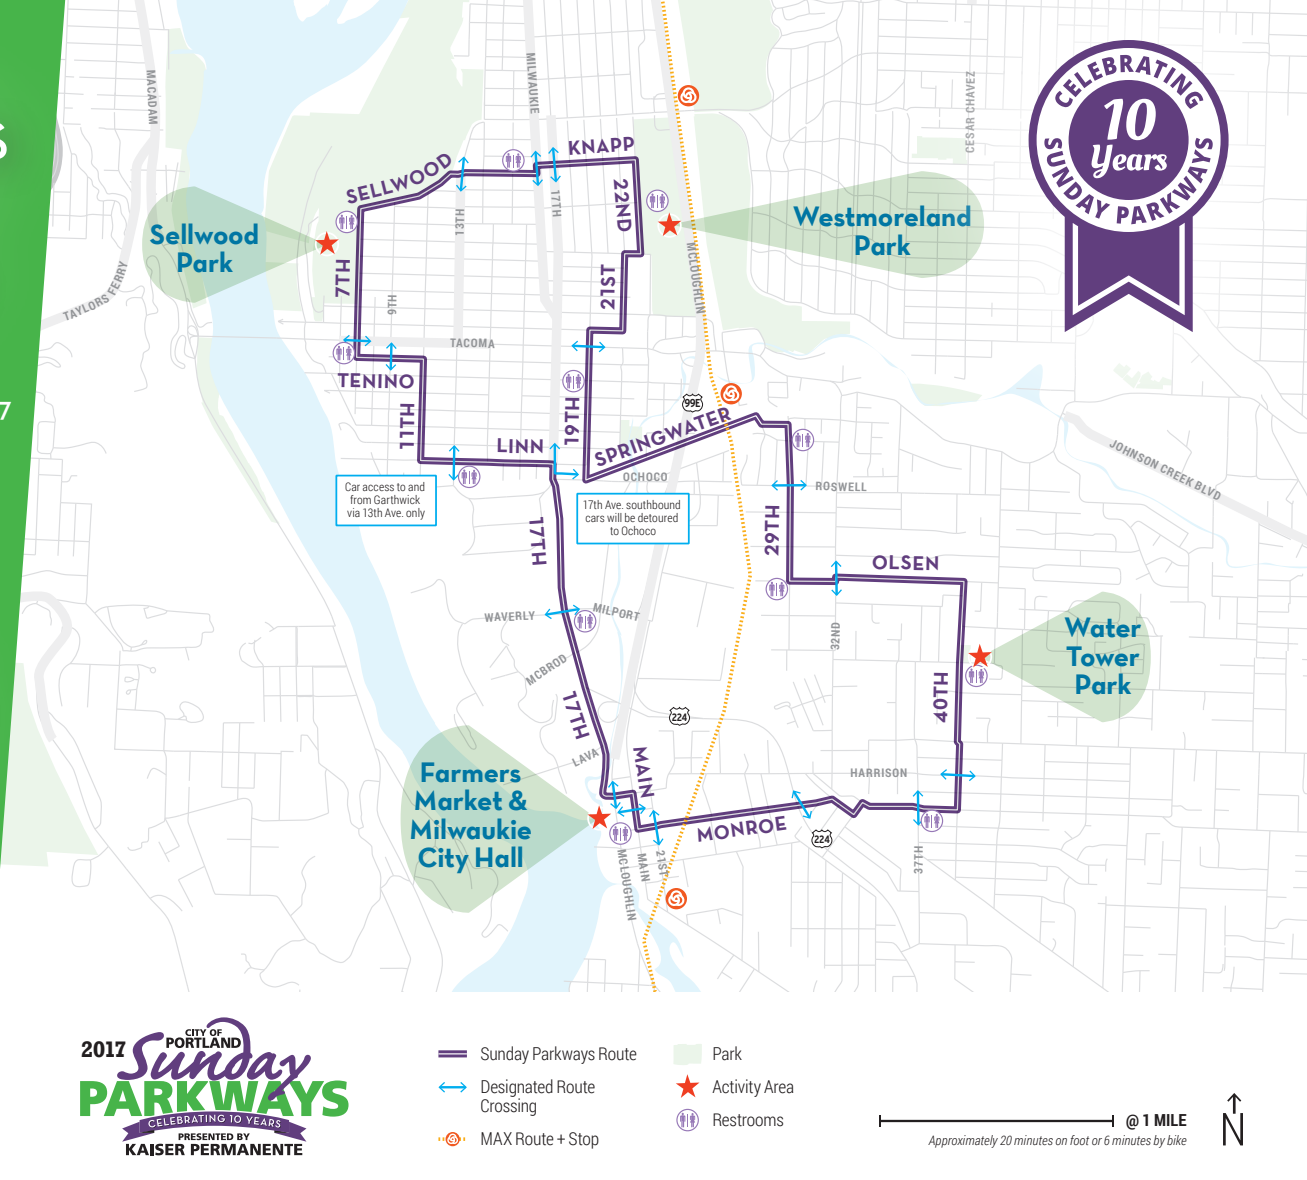 S
7
CELEBRATING
10
Years
SUNDAY PARKWAYS
MACADAM
MILWAUKIE
CESAR CHAVEZ
KNAPP
SELLWOOD
22ND
17TH
13TH
Westmoreland
Park
Sellwood
Park
7TH
21ST
MCLOUGHLIN
TAYLORS FERRY
9TH
TACOMA
TENINO
99E
11TH
19TH
SPRINGWATER
LINN
OCHOCO
ROSWELL
JOHNSON CREEK BLVD
Car access to and
from Garthwick
via 13th Ave. only
17th Ave. southbound
cars will be detoured
to Ochoco
17TH
29TH
OLSEN
WAVERLY
MILPORT
32ND
Water
Tower
Park
MCBROD
17TH
40TH
224
LAVA
MAIN
HARRISON
Farmers
Market &
Milwaukie
City Hall
MONROE
224
MCLOUGHLIN
MAIN
21ST
37TH
2017
CITY OF
PORTLAND
Sunday
PARKWAYS
CELEBRATING 10 YEARS
PRESENTED BY
KAISER PERMANENTE
Sunday Parkways Route
Designated Route
Crossing
MAX Route + Stop
Park
Activity Area
Restrooms
@ 1 MILE
Approximately 20 minutes on foot or 6 minutes by bike
N